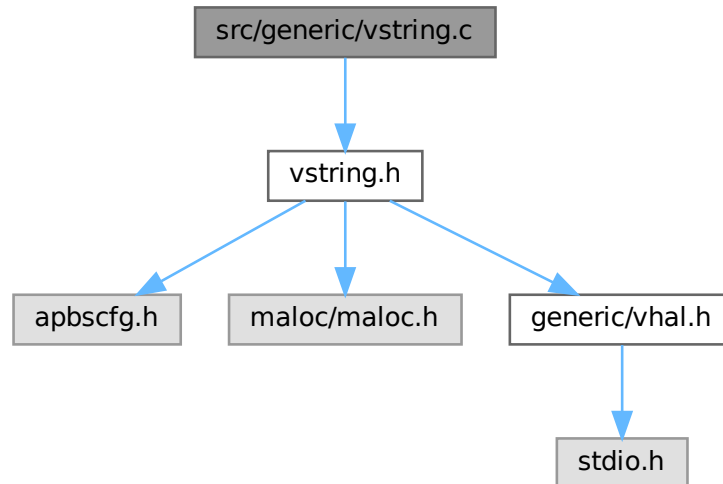 src/generic/vstring.c
vstring.h
apbscfg.h
maloc/maloc.h
generic/vhal.h
stdio.h